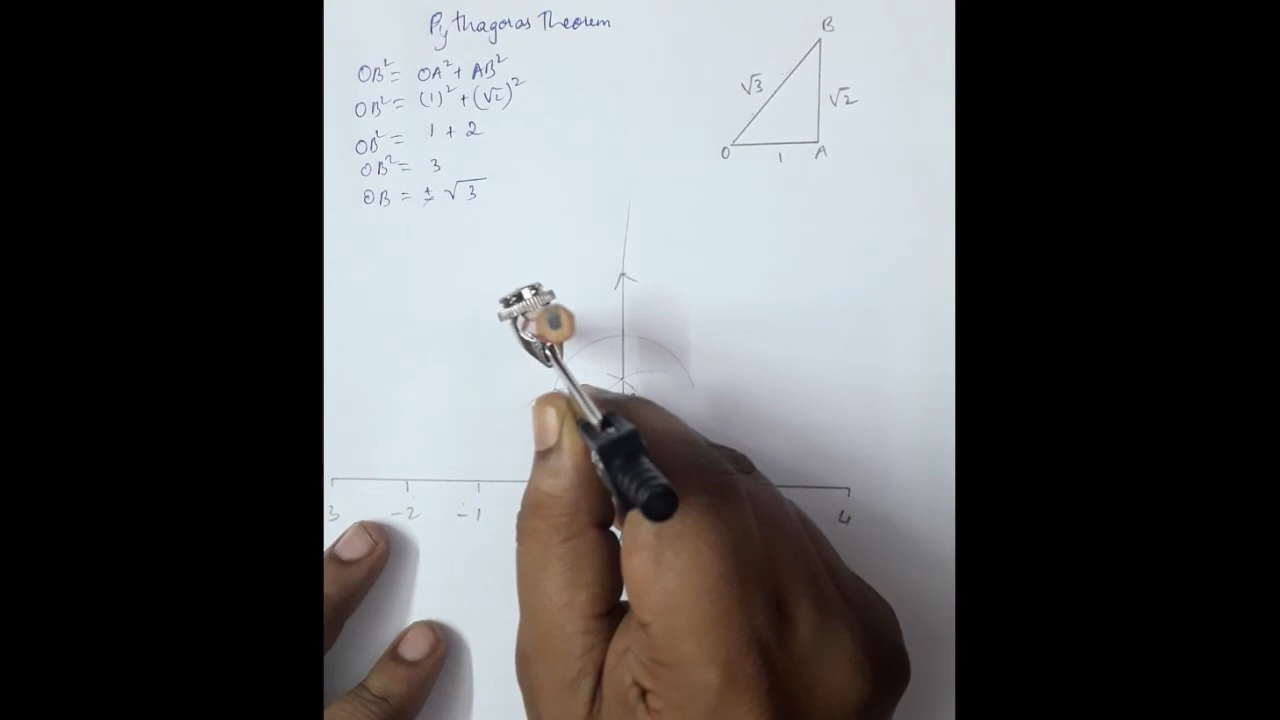 Pythagoras Theorem
OB² = OA² + AB²
OB² = (1)² + (√2)²
OB² = 1 + 2
OB² = 3
OB = ± √3
B
√3
√2
O
1
A
3
-2
-1
4